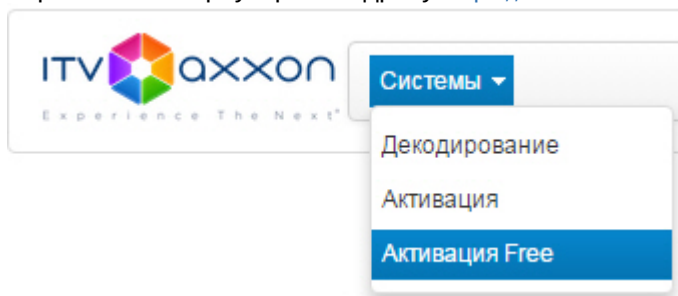 ITV axxon
Experience The Next®
Системы
Декодирование
Активация
Активация Free